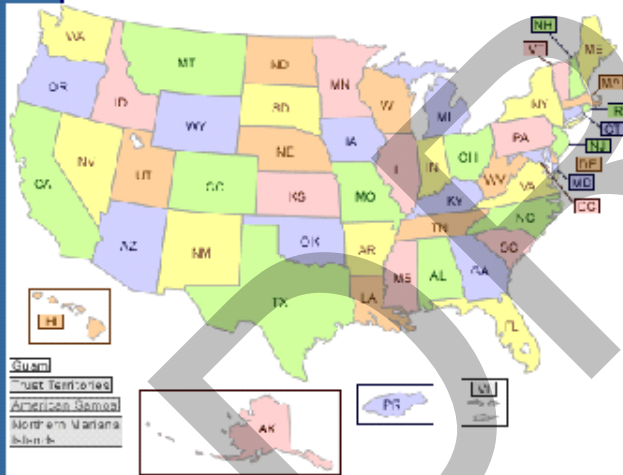 NH
WA
ME
VT
MT
ND
MN
MA
OR
ID
SD
WI
MI
NY
WY
IA
PA
CT
NJ
NV
NE
IL
IN
OH
DE
UT
WV
MD
CA
CO
KS
MO
KY
VA
DC
NC
TN
AZ
NM
OK
AR
SC
MS
AL
GA
TX
LA
HI
FL
Guam
Trust Territories
American Samoa
Northern Mariana
Islands
AK
PR
VI